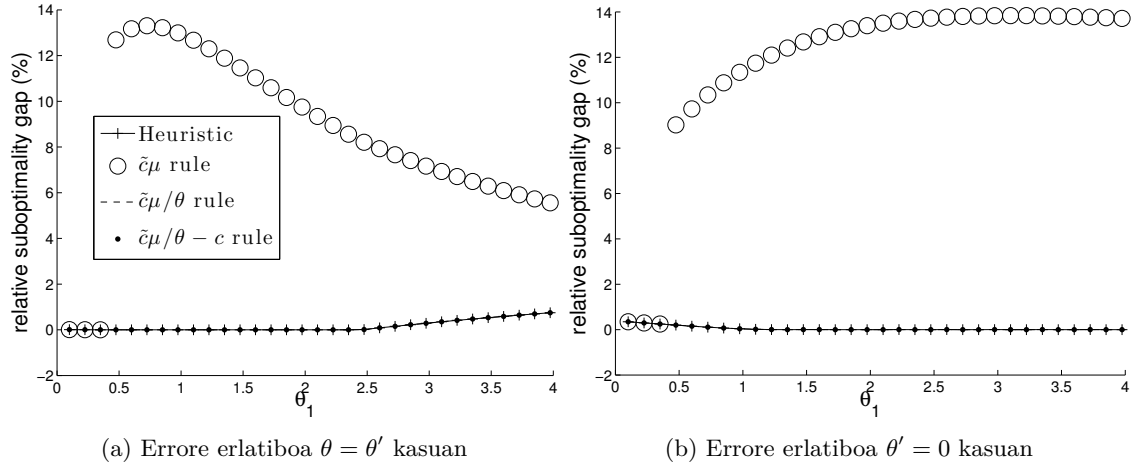 relative suboptimality gap (%)
14
12
10
8
6
4
2
0
−2
Heuristic
c̃μ rule
c̃μ/θ rule
c̃μ/θ − c rule
0 0.5 1 1.5 2 2.5 3 3.5 4
θ₁
(a) Errore erlatiboa θ = θ′ kasuan
relative suboptimality gap (%)
14
12
10
8
6
4
2
0
−2
0 0.5 1 1.5 2 2.5 3 3.5 4
θ₁
(b) Errore erlatiboa θ′ = 0 kasuan